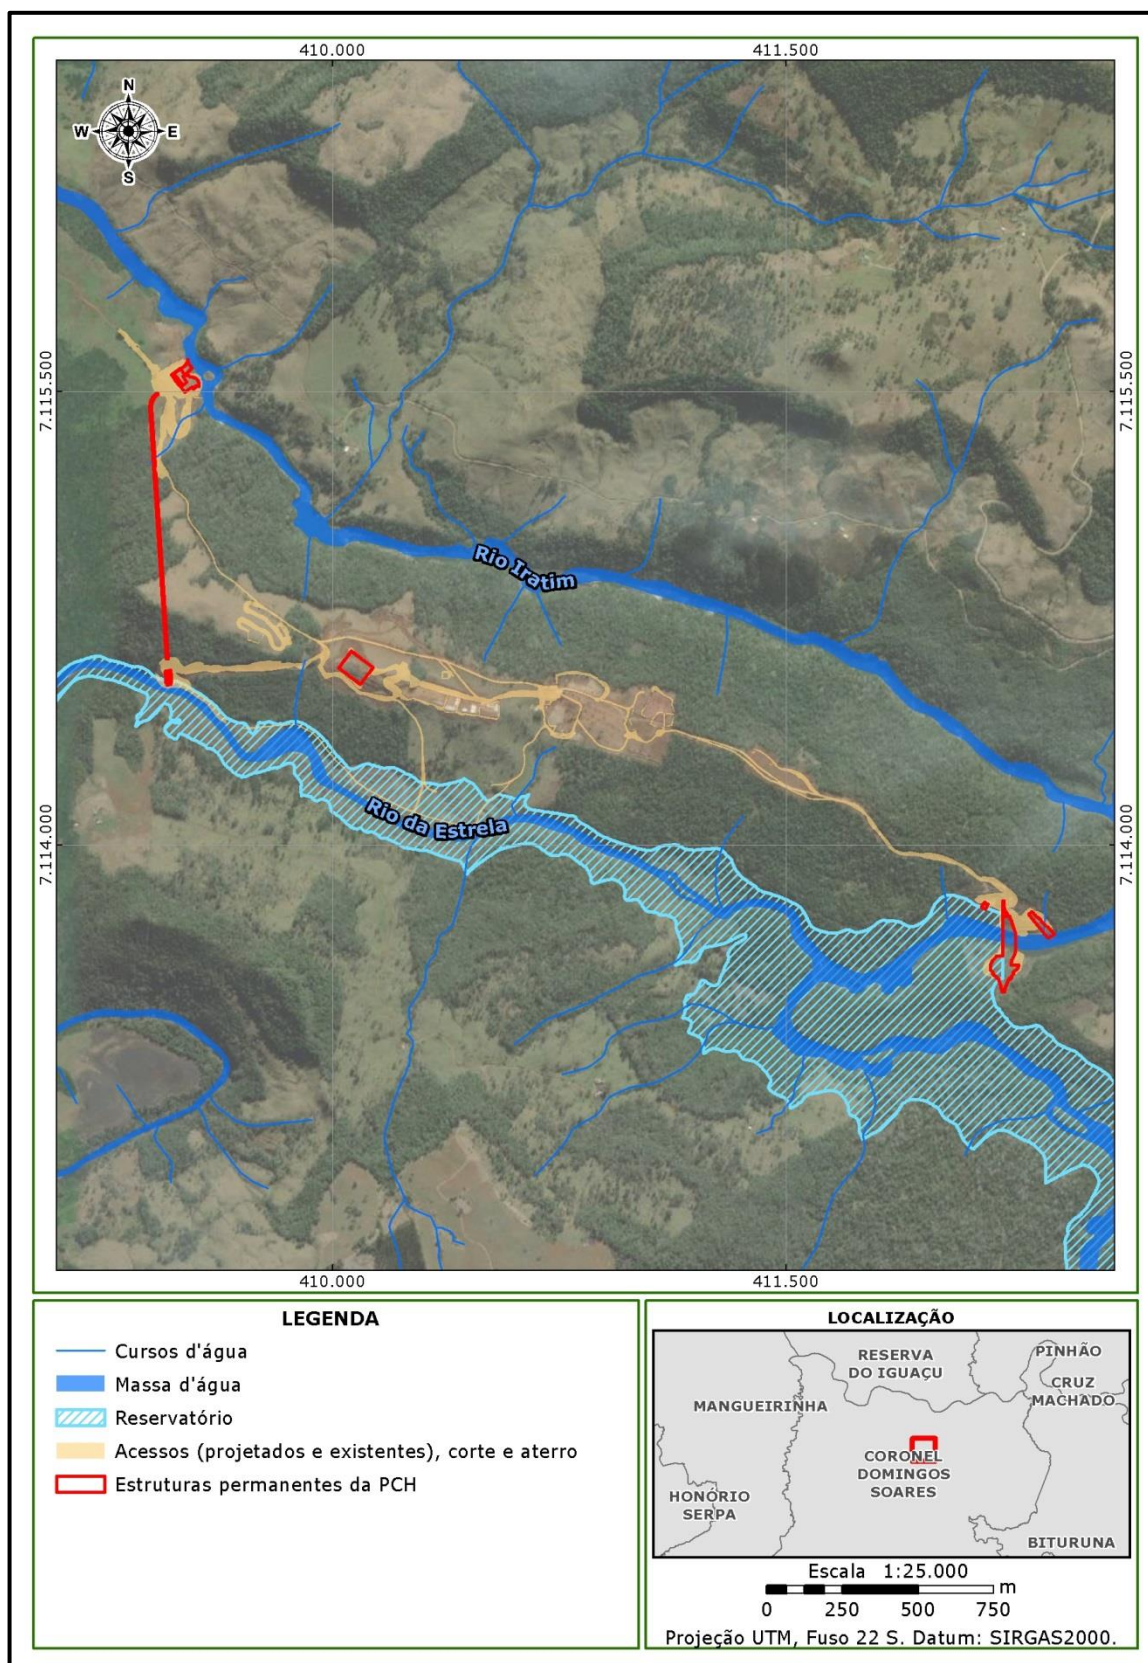 410.000
411.500
N
W E
S
7.115.500
7.115.500
Rio Iratim
Rio da Estrela
7.114.000
7.114.000
410.000
411.500
LEGENDA
Cursos d'água
Massa d'água
Reservatório
Acessos (projetados e existentes), corte e aterro
Estruturas permanentes da PCH
LOCALIZAÇÃO
RESERVA
DO IGUAÇU
PINHÃO
CRUZ
MACHADO
MANGUEIRINHA
CORONEL
DOMINGOS
SOARES
HONÓRIO
SERPA
BITURUNA
Escala 1:25.000
m
0 250 500 750
Projeção UTM, Fuso 22 S. Datum: SIRGAS2000.